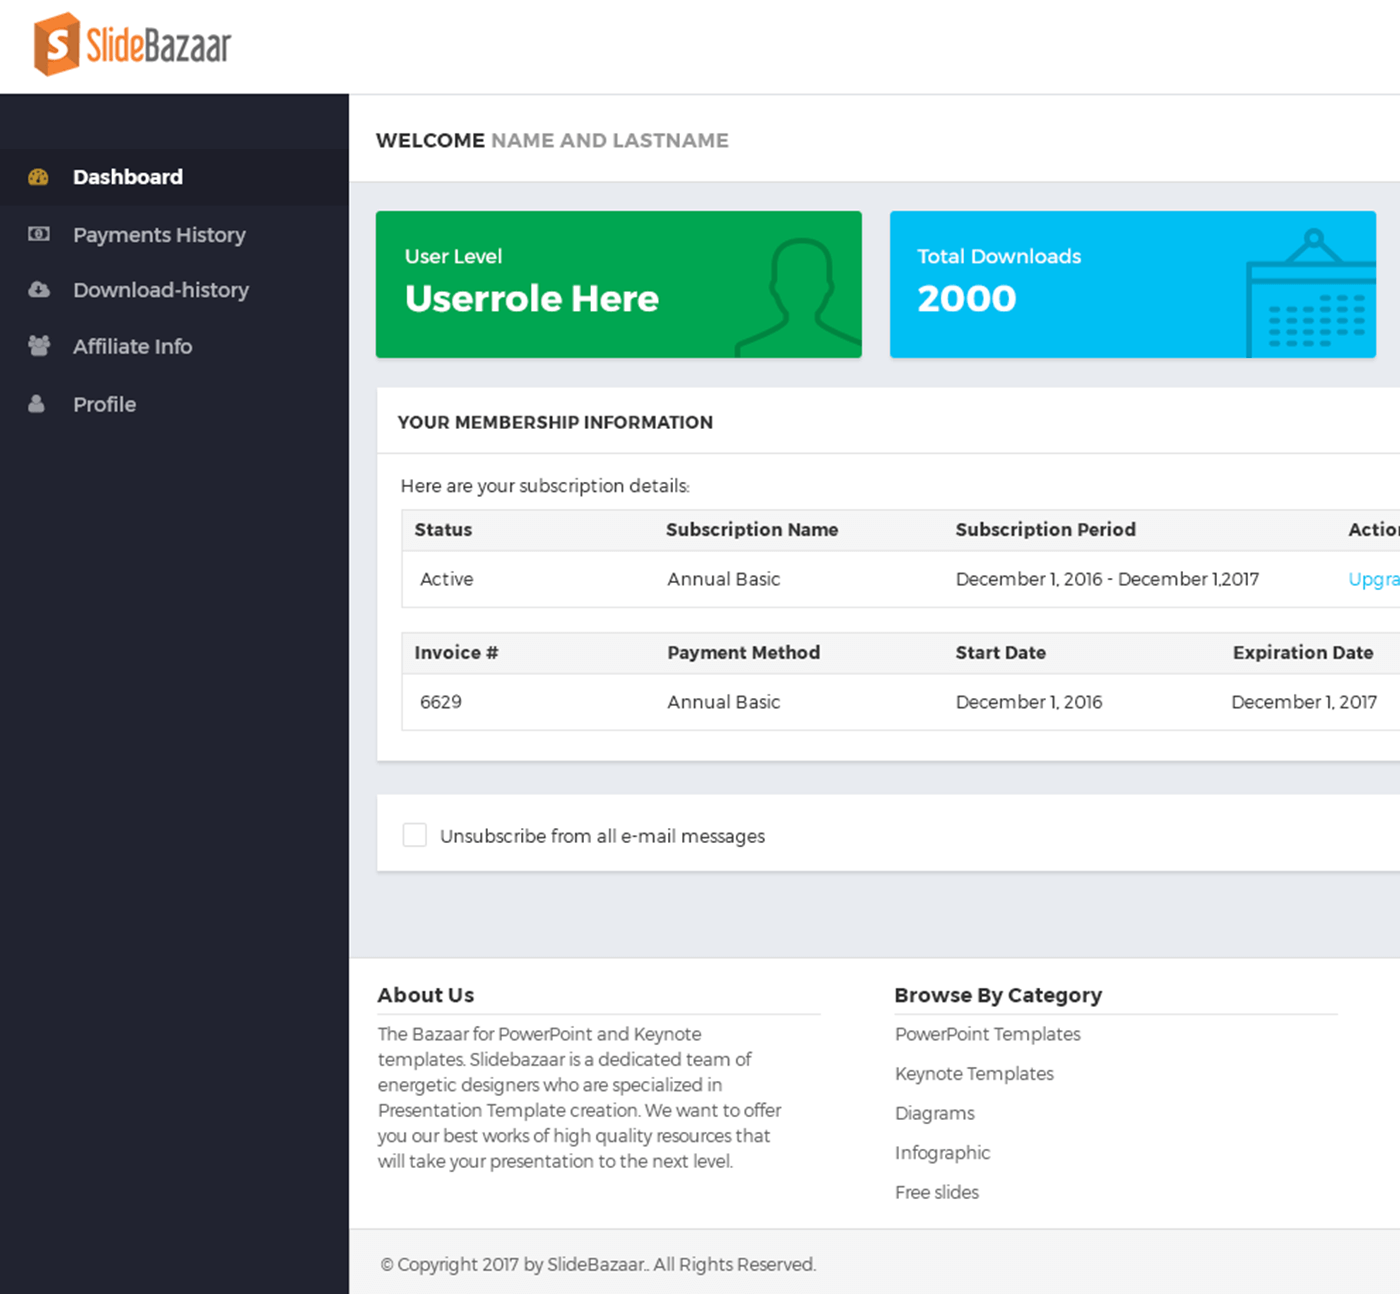 SlideBazaar
WELCOME NAME AND LASTNAME
Dashboard
Payments History
Download-history
Affiliate Info
Profile
User Level
Userrole Here
Total Downloads
2000
YOUR MEMBERSHIP INFORMATION
Here are your subscription details:
Status Subscription Name Subscription Period
Active Annual Basic December 1, 2016 - December 1,2017
Invoice # Payment Method Start Date Expiration Date
6629 Annual Basic December 1, 2016 December 1, 2017
Unsubscribe from all e-mail messages
About Us
The Bazaar for PowerPoint and Keynote
templates. Slidebazaar is a dedicated team of
energetic designers who are specialized in
Presentation Template creation. We want to offer
you our best works of high quality resources that
will take your presentation to the next level.
Browse By Category
PowerPoint Templates
Keynote Templates
Diagrams
Infographic
Free slides
© Copyright 2017 by SlideBazaar.. All Rights Reserved.